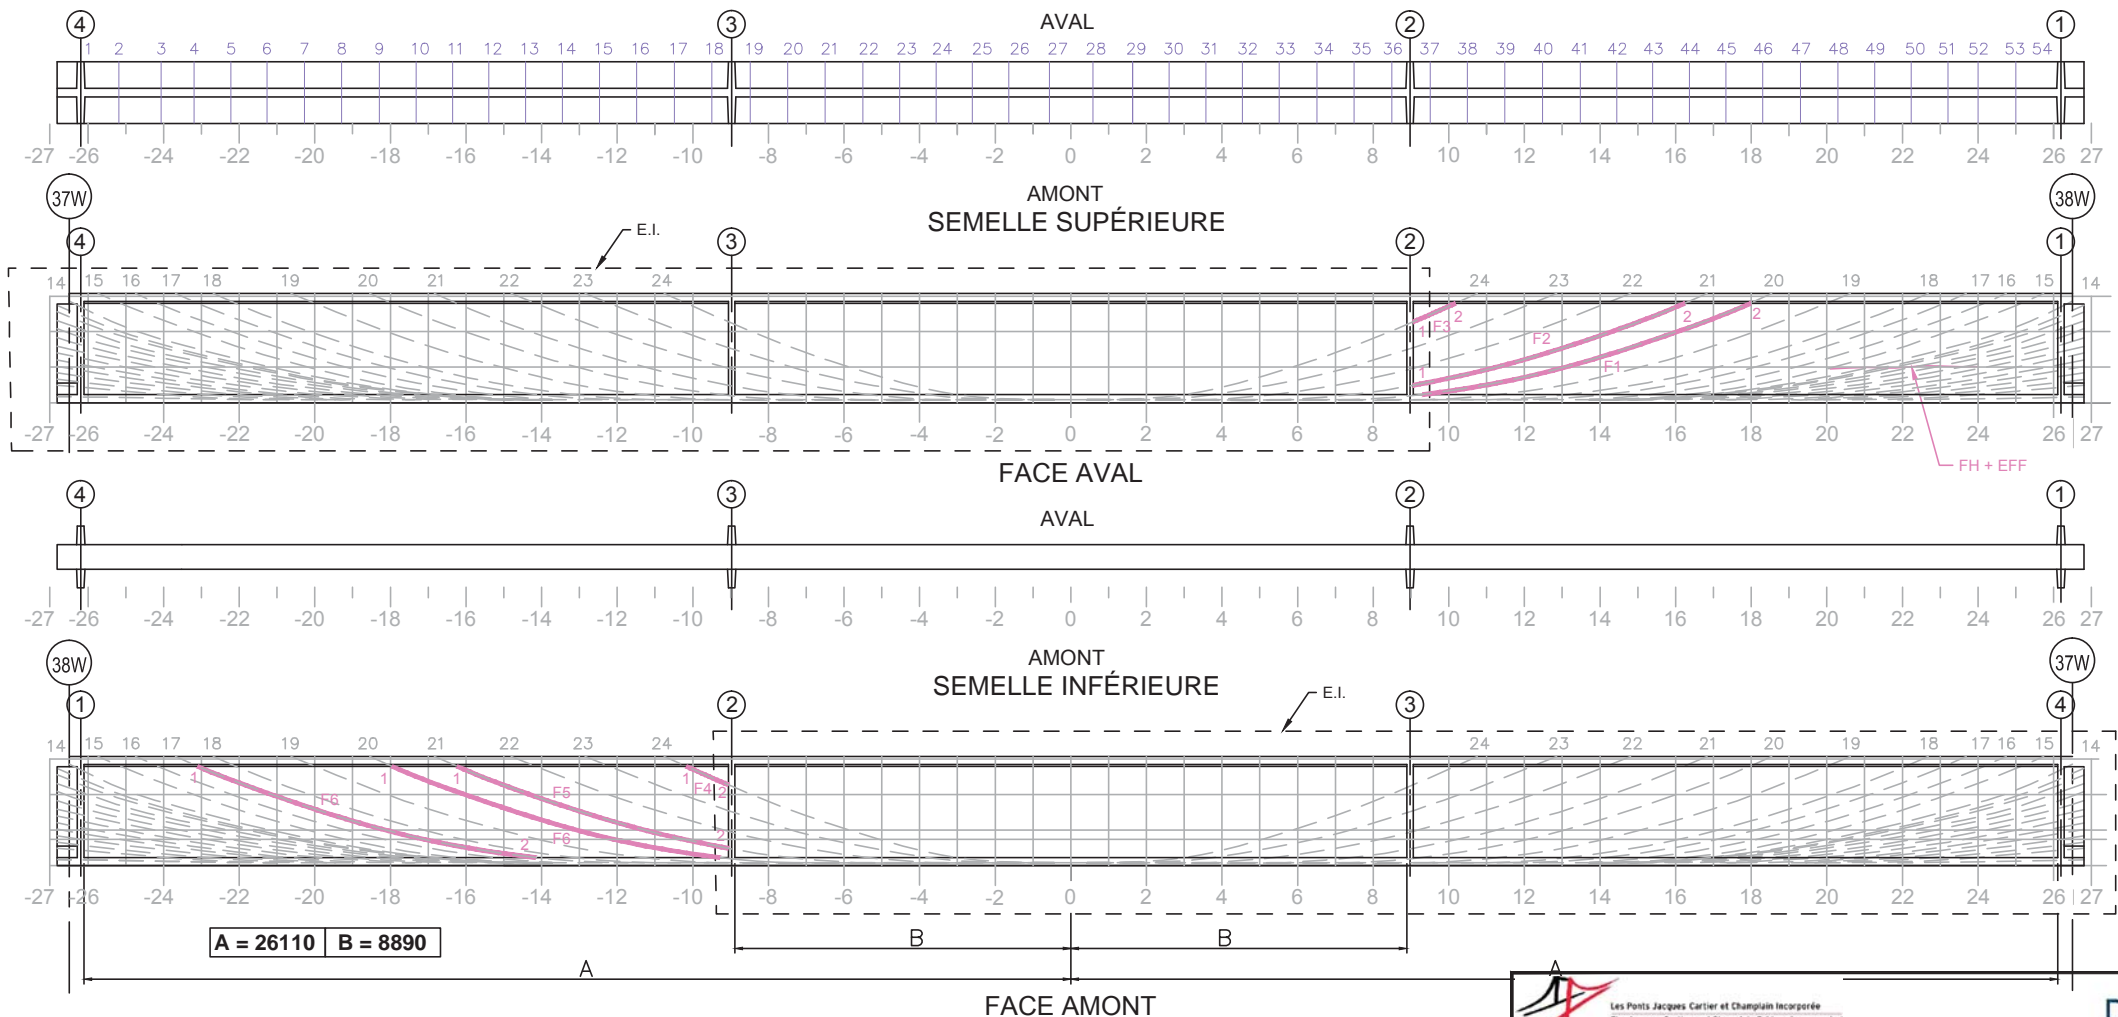 4 3 AVAL 2 1
1 2 3 4 5 6 7 8 9 10 11 12 13 14 15 16 17 18 19 20 21 22 23 24 25 26 27 28 29 30 31 32 33 34 35 36 37 38 39 40 41 42 43 44 45 46 47 48 49 50 51 52 53 54
-27 -26 -24 -22 -20 -18 -16 -14 -12 -10 -8 -6 -4 -2 0 2 4 6 8 10 12 14 16 18 20 22 24 26 27
37W AMONT 38W
SEMELLE SUPÉRIEURE
4 E.I. 3 2 1
14 15 16 17 18 19 20 21 22 23 24 24 23 22 21 20 19 18 17 16 15 14
1 F3 2 F2 2 2
1 F1
-27 -26 -24 -22 -20 -18 -16 -14 -12 -10 -8 -6 -4 -2 0 2 4 6 8 10 12 14 16 18 20 22 24 26 27
FH + EFF
FACE AVAL
4 3 2 1
AVAL
-27 -26 -24 -22 -20 -18 -16 -14 -12 -10 -8 -6 -4 -2 0 2 4 6 8 10 12 14 16 18 20 22 24 26 27
38W AMONT 37W
SEMELLE INFÉRIEURE
1 2 E.I. 3 4
14 15 16 17 18 19 20 21 22 23 24 24 23 22 21 20 19 18 17 16 15 14
1 1 1 1
F6 F5 F4 2
2 F6 2
-27 -26 -24 -22 -20 -18 -16 -14 -12 -10 -8 -6 -4 -2 0 2 4 6 8 10 12 14 16 18 20 22 24 26 27
A = 26110 B = 8890
B B
A A
FACE AMONT
Les Ponts Jacques Cartier et Champlain Incorporée